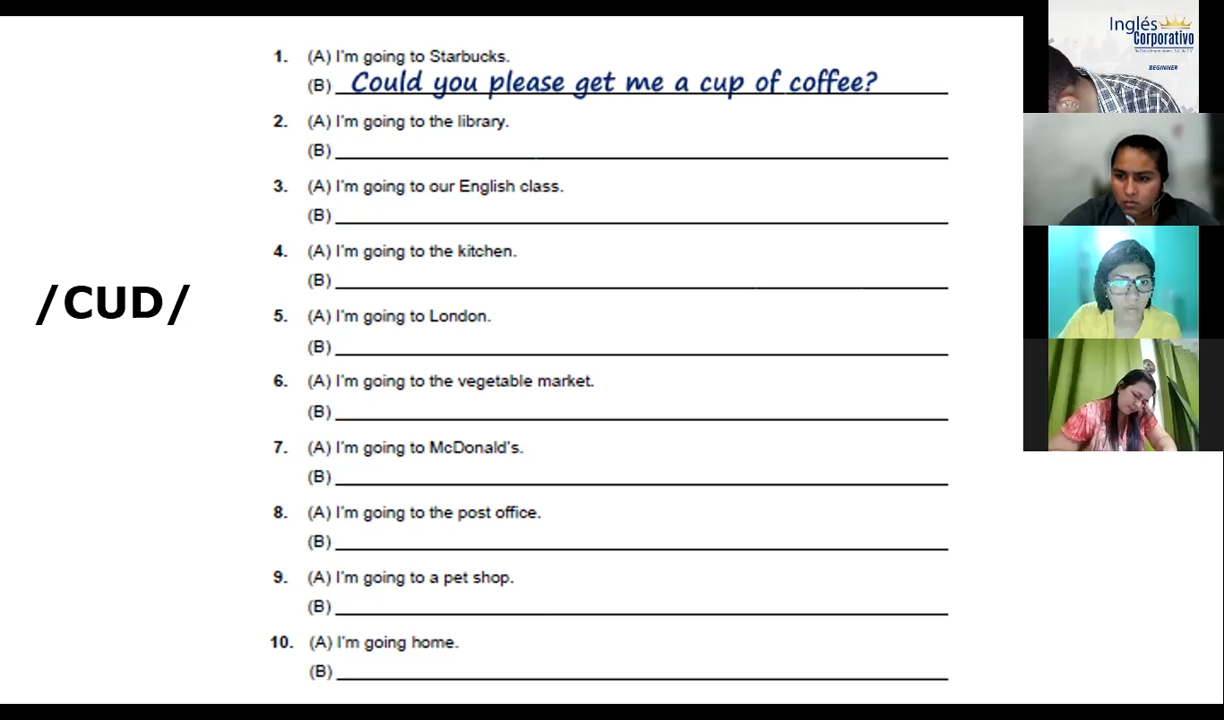 1. (A) I'm going to Starbucks.
(B) Could you please get me a cup of coffee?
2. (A) I'm going to the library.
(B)
3. (A) I'm going to our English class.
(B)
4. (A) I'm going to the kitchen.
(B)
/CUD/
5. (A) I'm going to London.
(B)
6. (A) I'm going to the vegetable market.
(B)
7. (A) I'm going to McDonald's.
(B)
8. (A) I'm going to the post office.
(B)
9. (A) I'm going to a pet shop.
(B)
10. (A) I'm going home.
(B)
Inglés
Corporativo
BEGINNER